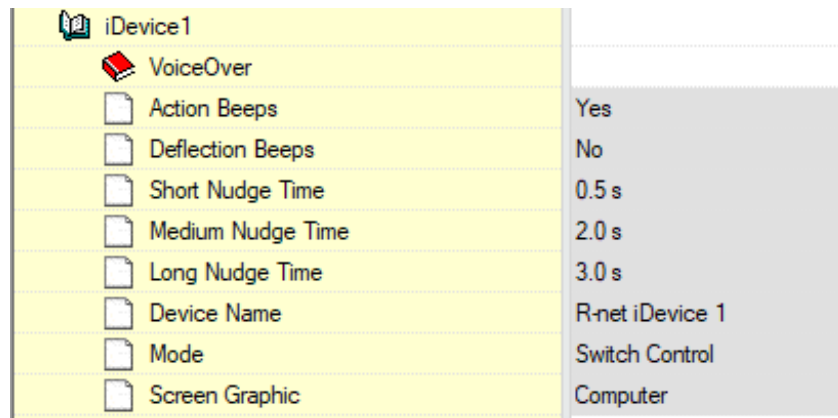 iDevice1
VoiceOver
Action Beeps Yes
Deflection Beeps No
Short Nudge Time 0.5 s
Medium Nudge Time 2.0 s
Long Nudge Time 3.0 s
Device Name R-net iDevice 1
Mode Switch Control
Screen Graphic Computer